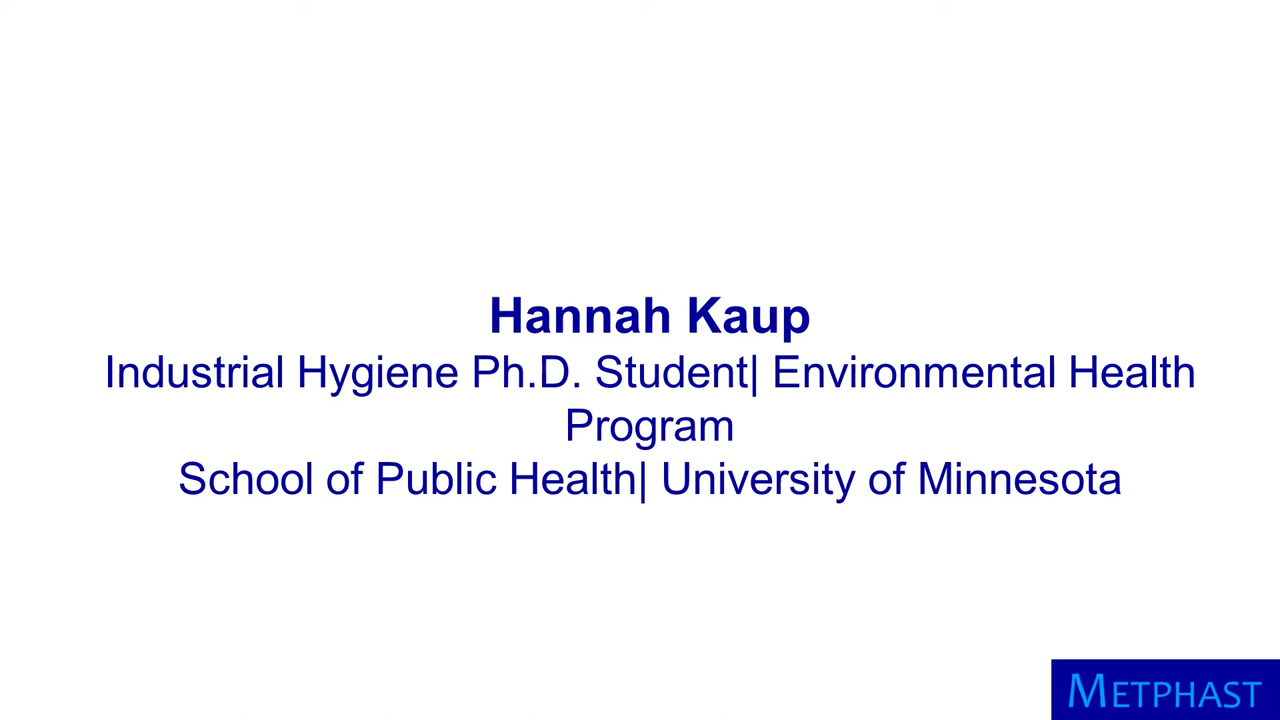 Hannah Kaup
Industrial Hygiene Ph.D. Student| Environmental Health
Program
School of Public Health| University of Minnesota
METPHAST